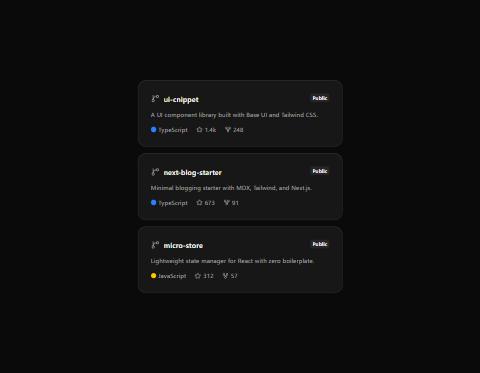 ui-cnippet Public
A UI component library built with Base UI and Tailwind CSS.
TypeScript 1.4k 248
next-blog-starter Public
Minimal blogging starter with MDX, Tailwind, and Next.js.
TypeScript 673 91
micro-store Public
Lightweight state manager for React with zero boilerplate.
JavaScript 312 57